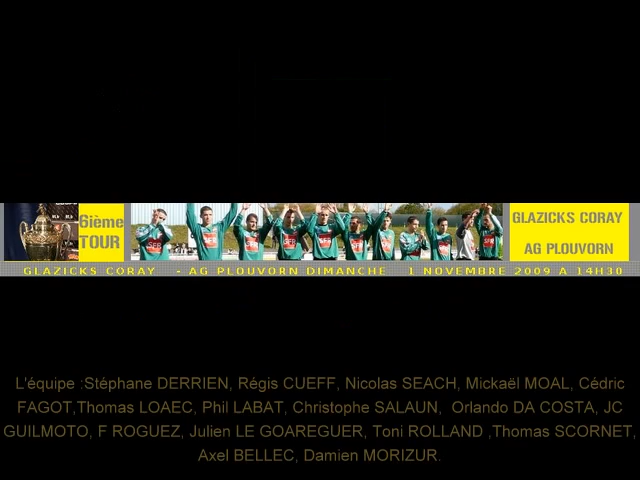 6ième
TOUR
GLAZICKS CORAY
AG PLOUVORN
GLAZICKS CORAY - AG PLOUVORN DIMANCHE 1 NOVEMBRE 2009 A 14H30
L'équipe :Stéphane DERRIEN, Régis CUEFF, Nicolas SEACH, Mickaël MOAL, Cédric
FAGOT,Thomas LOAEC, Phil LABAT, Christophe SALAUN, Orlando DA COSTA, JC
GUILMOTO, F ROGUEZ, Julien LE GOAREGUER, Toni ROLLAND ,Thomas SCORNET,
Axel BELLEC, Damien MORIZUR.